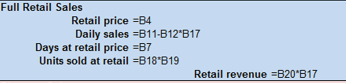 Full Retail Sales
Retail price =B4
Daily sales =B11-B12*B17
Days at retail price =B7
Units sold at retail =B18*B19
Retail revenue =B20*B17